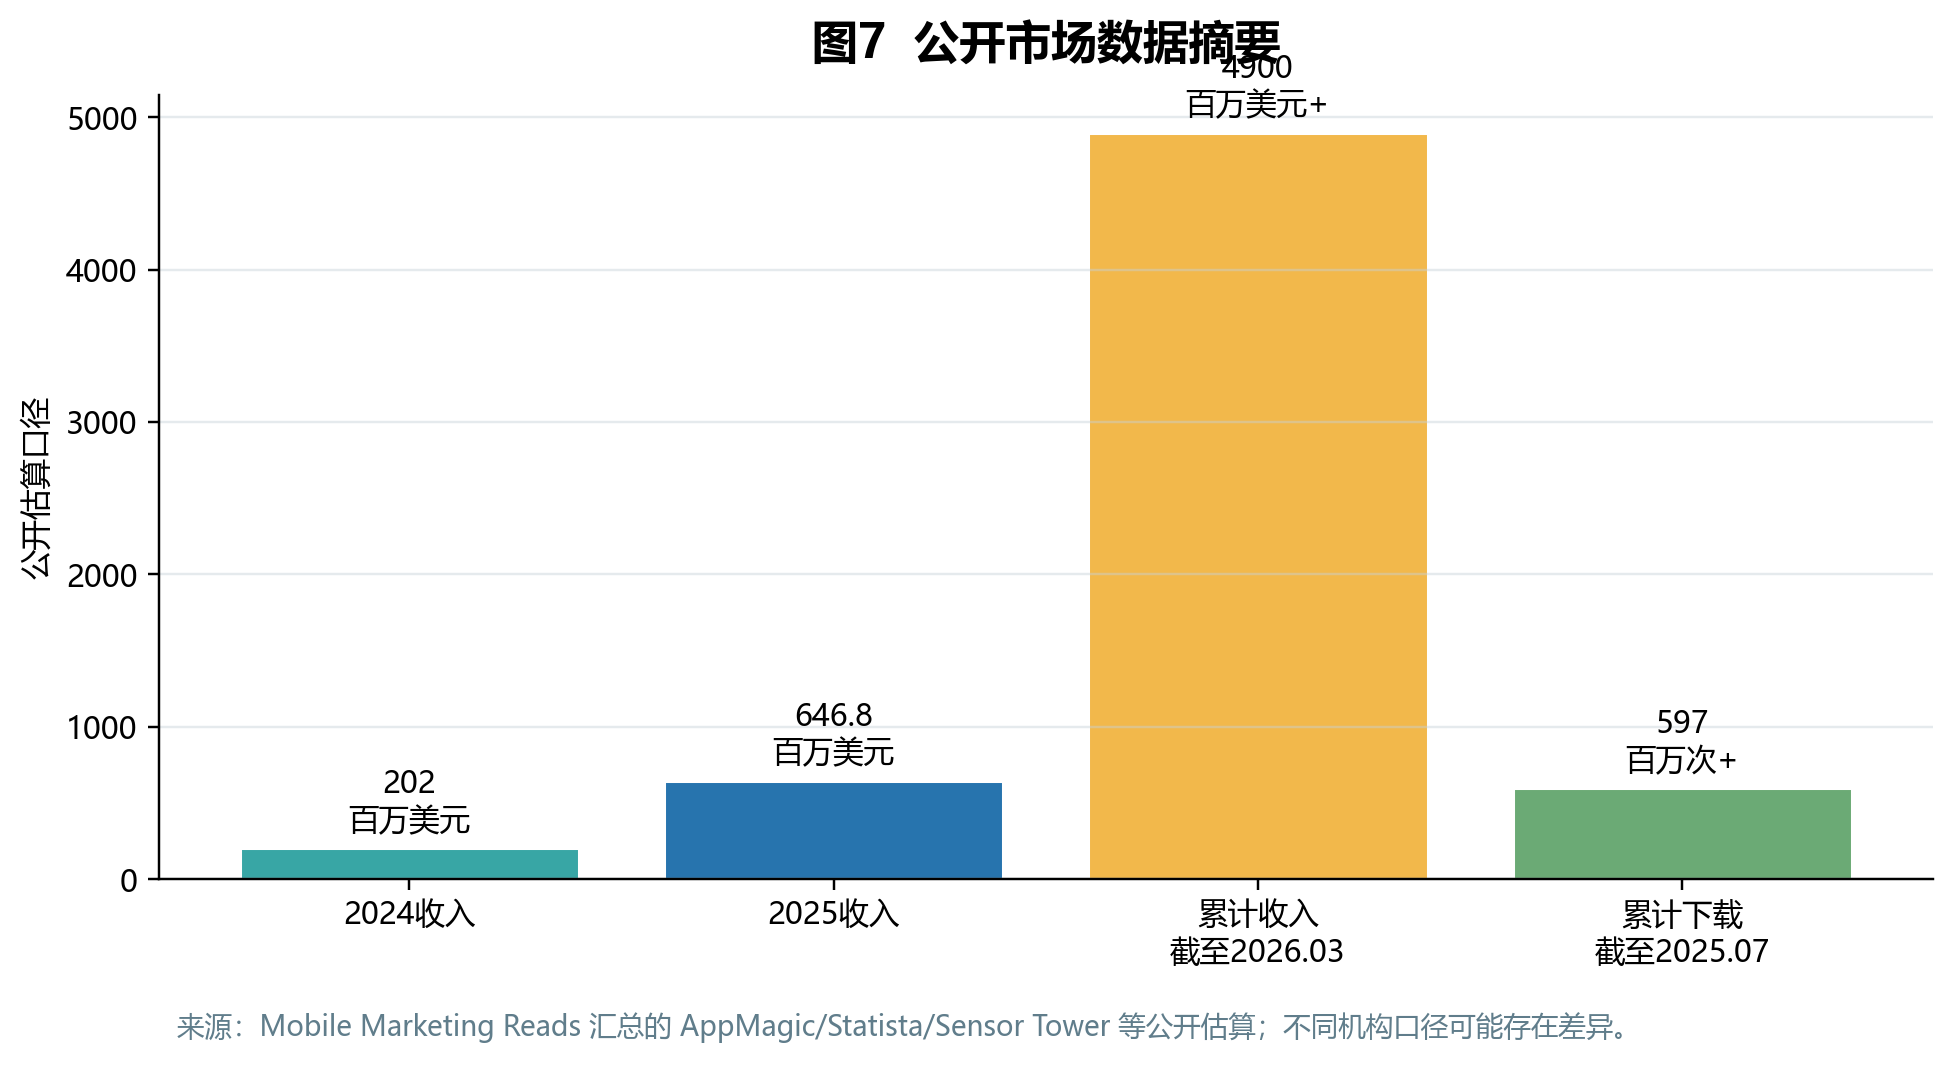 图7 公开市场数据摘要
4900
百万美元+
5000
4000
3000
2000
1000
0
公开估算口径
202
百万美元
646.8
百万美元
597
百万次+
2024收入
2025收入
累计收入
截至2026.03
累计下载
截至2025.07
来源：Mobile Marketing Reads 汇总的 AppMagic/Statista/Sensor Tower 等公开估算；不同机构口径可能存在差异。